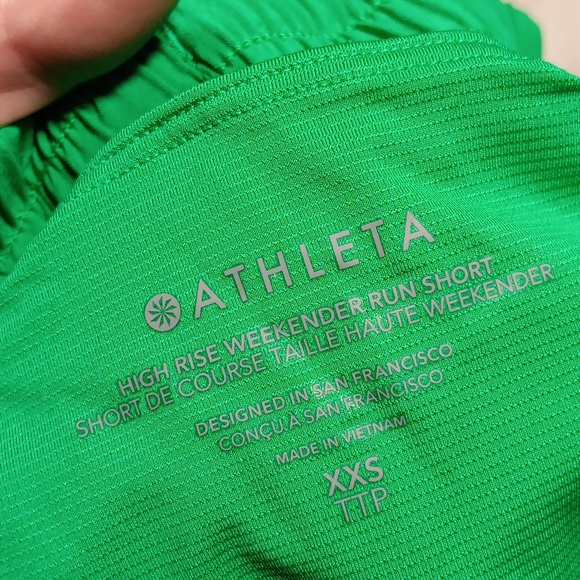 ATHLETA
HIGH RISE WEEKENDER RUN SHORT
SHORT DE COURSE TAILLE HAUTE WEEKENDER
DESIGNED IN SAN FRANCISCO
CONÇU À SAN FRANCISCO
MADE IN VIETNAM
XXS
TTP